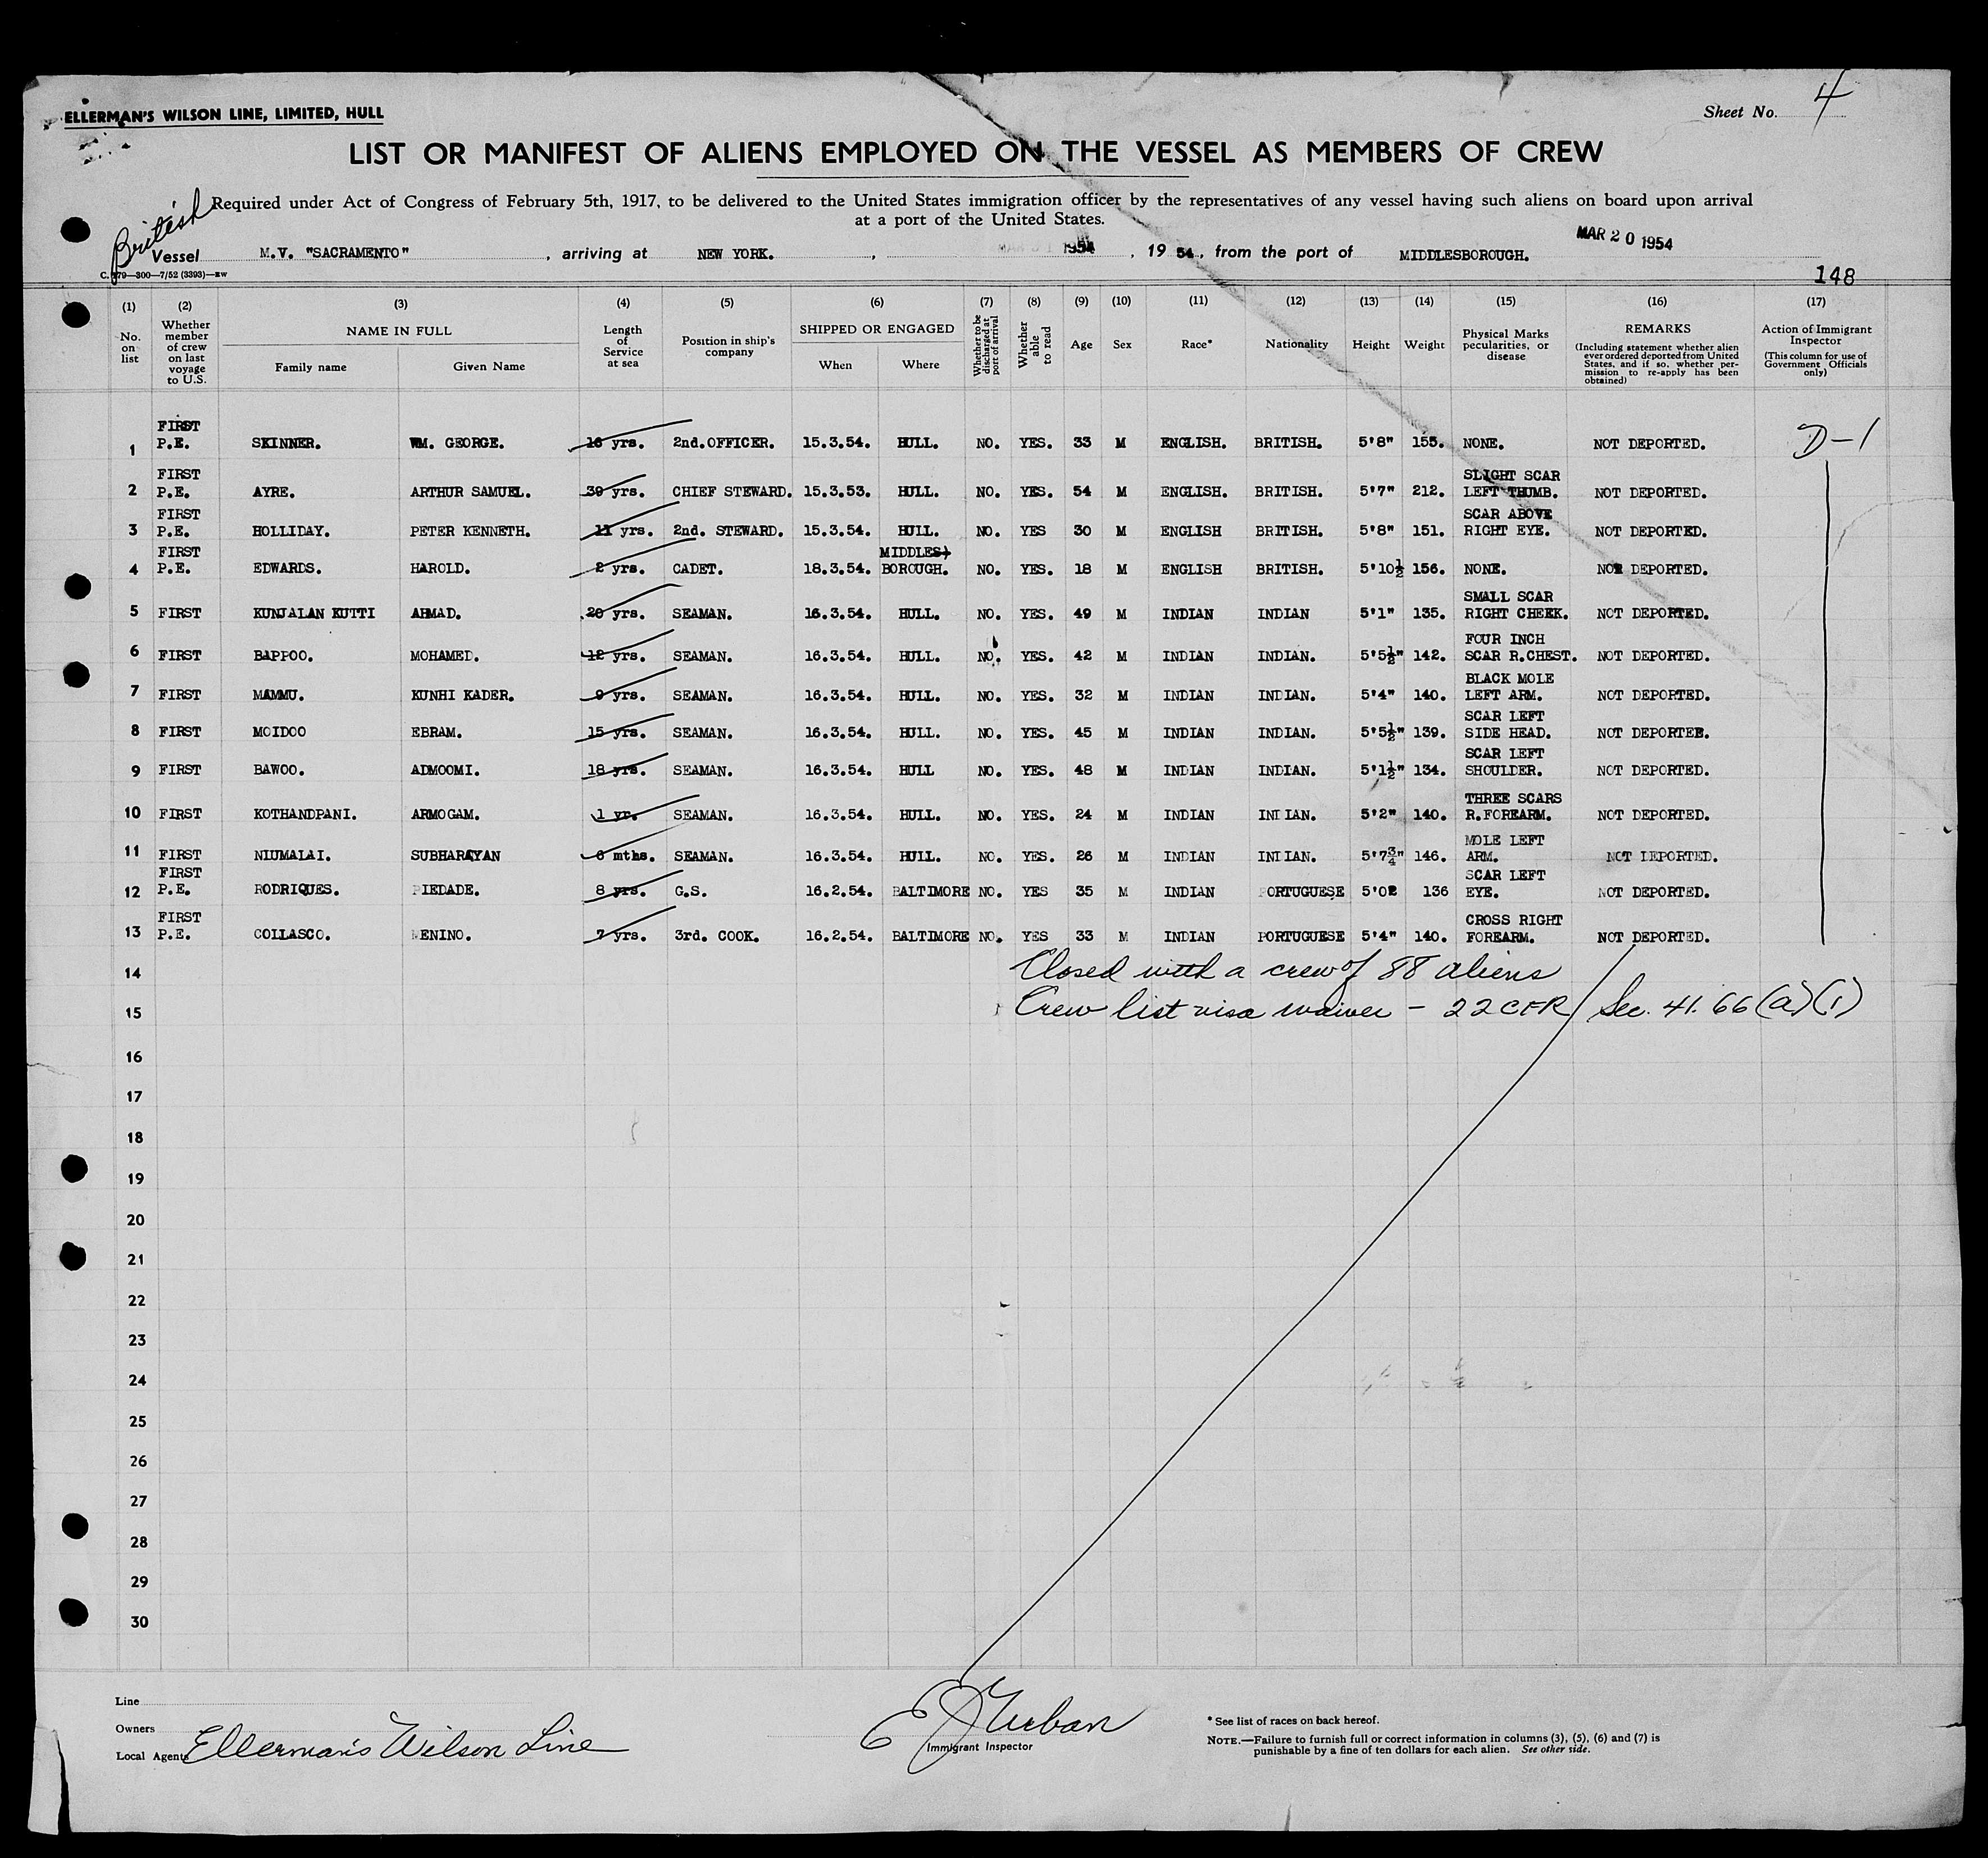 ELLERMAN'S WILSON LINE, LIMITED, HULL
Sheet No. 4
LIST OR MANIFEST OF ALIENS EMPLOYED ON THE VESSEL AS MEMBERS OF CREW
Required under Act of Congress of February 5th, 1917, to be delivered to the United States immigration officer by the representatives of any vessel having such aliens on board upon arrival
at a port of the United States.
British
MAR 20 1954
Vessel M.V. "SACRAMENTO", arriving at NEW YORK., 1954, 19 54., from the port of MIDDLESBOROUGH.
C.279—300—7/52 (3393)—RW
148
(1) (2) (3) (4) (5) (6) (7) (8) (9) (10) (11) (12) (13) (14) (15) (16) (17)
No. on list
Whether member of crew on last voyage to U.S.
NAME IN FULL
Family name
Given Name
Length of Service at sea
Position in ship's company
SHIPPED OR ENGAGED
When
Where
Whether to be discharged at port of arrival
Whether able to read
Age
Sex
Race*
Nationality
Height
Weight
Physical Marks pecularities, or disease
REMARKS
(Including statement whether alien ever ordered deported from United States, and if so, whether permission to re-apply has been obtained)
Action of Immigrant Inspector
(This column for use of Government Officials only)
1 FIRST P.E. SKINNER. WM. GEORGE. 16 yrs. 2nd.OFFICER. 15.3.54. HULL. NO. YES. 33 M ENGLISH. BRITISH. 5'8" 155. NONE. NOT DEPORTED. D-1
2 FIRST P.E. AYRE. ARTHUR SAMUEL. 39 yrs. CHIEF STEWARD. 15.3.53. HULL. NO. YES. 54 M ENGLISH. BRITISH. 5'7" 212. SLIGHT SCAR LEFT THUMB. NOT DEPORTED.
3 FIRST P.E. HOLLIDAY. PETER KENNETH. 11 yrs. 2nd. STEWARD. 15.3.54. HULL. NO. YES 30 M ENGLISH BRITISH. 5'8" 151. SCAR ABOVE RIGHT EYE. NOT DEPORTED.
4 FIRST P.E. EDWARDS. HAROLD. 2 yrs. CADET. 18.3.54. MIDDLES) BOROUGH. NO. YES. 18 M ENGLISH BRITISH. 5'10½ 156. NONE. NOT DEPORTED.
5 FIRST KUNJALAN KUTTI AHMAD. 20 yrs. SEAMAN. 16.3.54. HULL. NO. YES. 49 M INDIAN INDIAN 5'1" 135. SMALL SCAR RIGHT CHEEK. NOT DEPORTED.
6 FIRST BAPPOO. MOHAMED. 12 yrs. SEAMAN. 16.3.54. HULL. NO. YES. 42 M INDIAN INDIAN. 5'5½" 142. FOUR INCH SCAR R.CHEST. NOT DEPORTED.
7 FIRST MAMMU. KUNHI KADER. 9 yrs. SEAMAN. 16.3.54. HULL. NO. YES. 32 M INDIAN INDIAN. 5'4" 140. BLACK MOLE LEFT ARM. NOT DEPORTED.
8 FIRST MOIDOO EBRAM. 15 yrs. SEAMAN. 16.3.54. HULL. NO. YES. 45 M INDIAN INDIAN. 5'5½" 139. SCAR LEFT SIDE HEAD. NOT DEPORTED.
9 FIRST BAWOO. ADMOOMI. 18 yrs. SEAMAN. 16.3.54. HULL NO. YES. 48 M INDIAN INDIAN. 5'1½" 134. SCAR LEFT SHOULDER. NOT DEPORTED.
10 FIRST KOTHANDPANI. ARMOGAM. 1 yr. SEAMAN. 16.3.54. HULL. NO. YES. 24 M INDIAN INDIAN. 5'2" 140. THREE SCARS R.FOREARM. NOT DEPORTED.
11 FIRST NIUMALAI. SUBHARAYAN 6 mths. SEAMAN. 16.3.54. HULL. NO. YES. 26 M INDIAN INDIAN. 5'7¾" 146. MOLE LEFT ARM. NOT DEPORTED.
12 FIRST P.E. RODRIQUES. PIEDADE. 8 yrs. G.S. 16.2.54. BALTIMORE NO. YES 35 M INDIAN PORTUGUESE 5'02 136 SCAR LEFT EYE. NOT DEPORTED.
13 FIRST P.E. COLLASCO. MENINO. 7 yrs. 3rd. COOK. 16.2.54. BALTIMORE NO. YES 33 M INDIAN PORTUGUESE 5'4" 140. CROSS RIGHT FOREARM. NOT DEPORTED.
14 Closed with a crew of 88 aliens
15 Crew list visa waiver - 22 CFR / Sec. 41.66(a)(1)
16
17
18
19
20
21
22
23
24
25
26
27
28
29
30
Line
Owners
Local Agents Ellerman's Wilson Line
E J Urban
Immigrant Inspector
* See list of races on back hereof.
NOTE.—Failure to furnish full or correct information in columns (3), (5), (6) and (7) is
punishable by a fine of ten dollars for each alien. See other side.